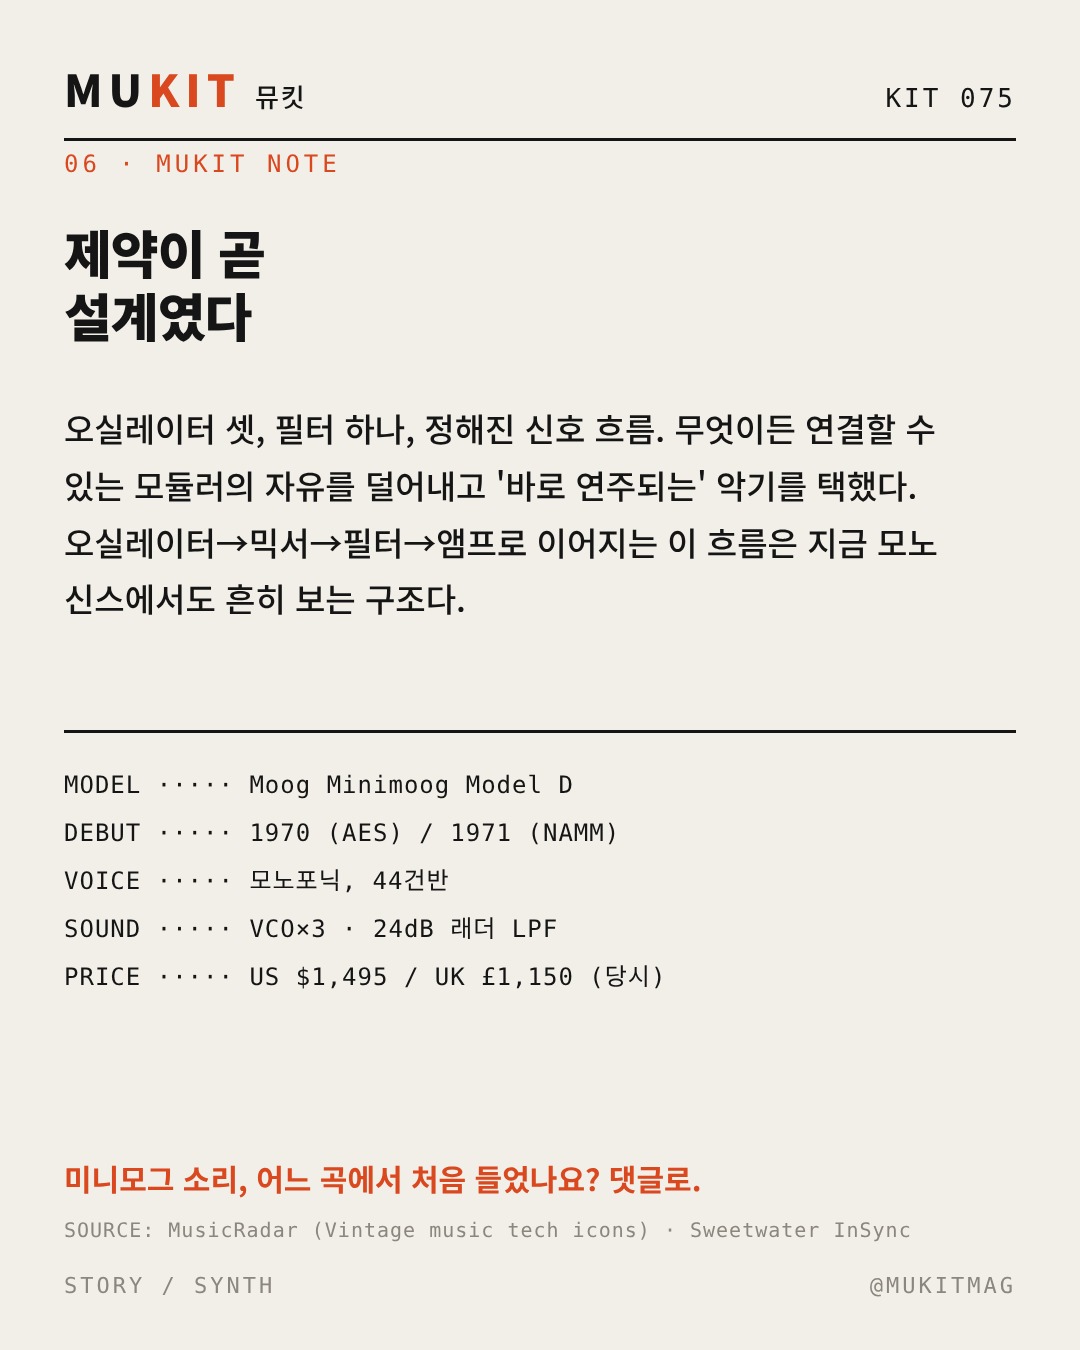 MUKIT 뮤킷
KIT 075
06 · MUKIT NOTE
제약이 곧
설계였다
오실레이터 셋, 필터 하나, 정해진 신호 흐름. 무엇이든 연결할 수
있는 모듈러의 자유를 덜어내고 '바로 연주되는' 악기를 택했다.
오실레이터→믹서→필터→앰프로 이어지는 이 흐름은 지금 모노
신스에서도 흔히 보는 구조다.
MODEL ····· Moog Minimoog Model D
DEBUT ····· 1970 (AES) / 1971 (NAMM)
VOICE ····· 모노포닉, 44건반
SOUND ····· VCO×3 · 24dB 래더 LPF
PRICE ····· US $1,495 / UK £1,150 (당시)
미니모그 소리, 어느 곡에서 처음 들었나요? 댓글로.
SOURCE: MusicRadar (Vintage music tech icons) · Sweetwater InSync
STORY / SYNTH
@MUKITMAG